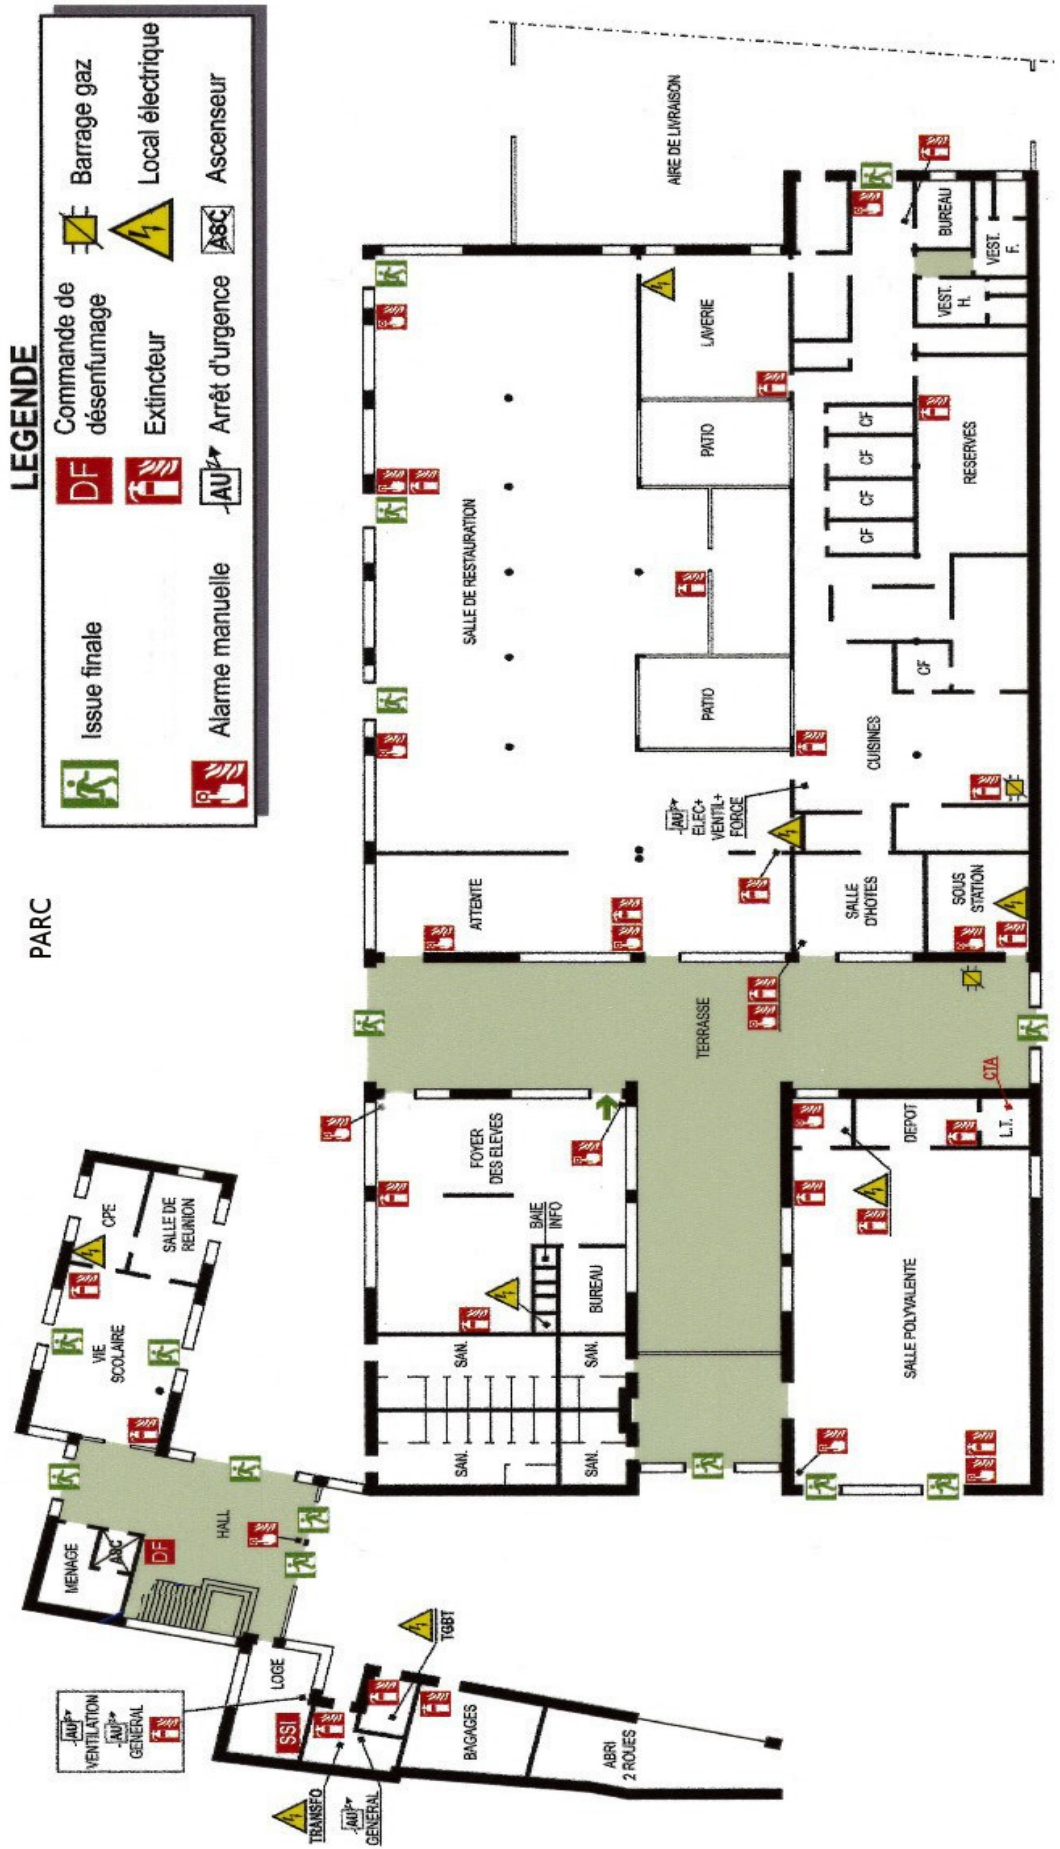 LEGENDE
Issue finale
Commande de
désenfumage
Barrage gaz
Alarme manuelle
Extincteur
Local électrique
Arrêt d'urgence
Ascenseur
DF
AU
ASC
PARC
AIRE DE LIVRAISON
SALLE DE RESTAURATION
ATTENTE
LAVERIE
PATIO
PATIO
BUREAU
VEST.
F.
VEST.
H.
RESERVES
CF
CF
CF
CF
CF
CUISINES
AU
ELEC+
VENTIL+
FORCE
SALLE
D'HOTES
SOUS
STATION
TERRASSE
CTA
L.T.
DEPOT
SALLE POLYVALENTE
FOYER
DES ELEVES
BAIE
INFO
BUREAU
SAN.
SAN.
SAN.
SAN.
CPE
SALLE DE
REUNION
VIE
SCOLAIRE
HALL
MENAGE
ASC
DF
LOGE
SSI
AU
VENTILATION
AU
GENERAL
TGBT
TRANSFO
AU
GENERAL
BAGAGES
ABRI
2 ROUES